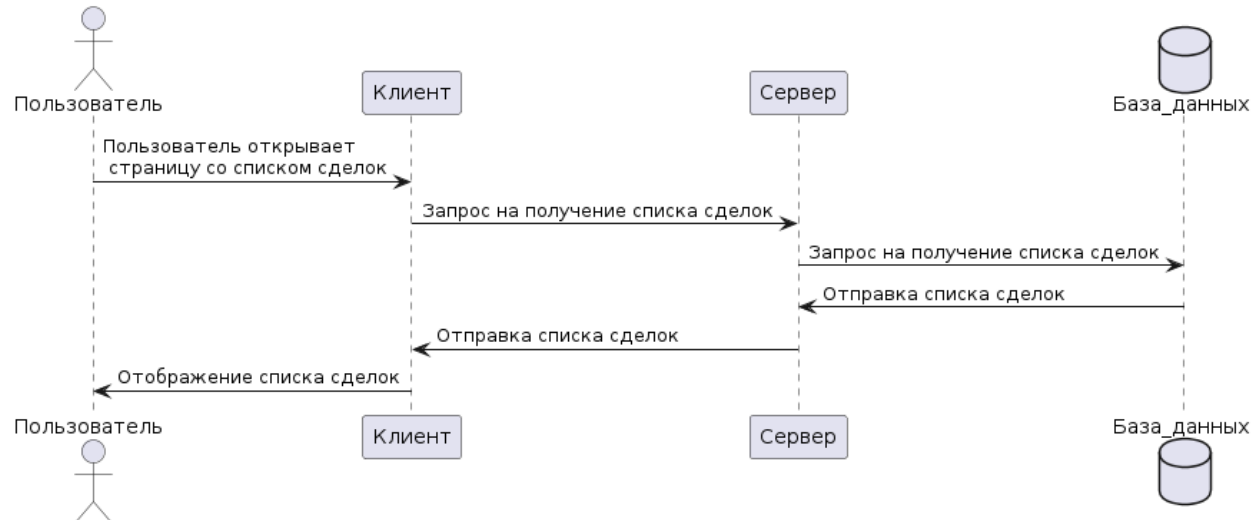 Пользователь
Клиент
Сервер
База_данных
Пользователь открывает
страницу со списком сделок
Запрос на получение списка сделок
Запрос на получение списка сделок
Отправка списка сделок
Отправка списка сделок
Отображение списка сделок
Пользователь
Клиент
Сервер
База_данных